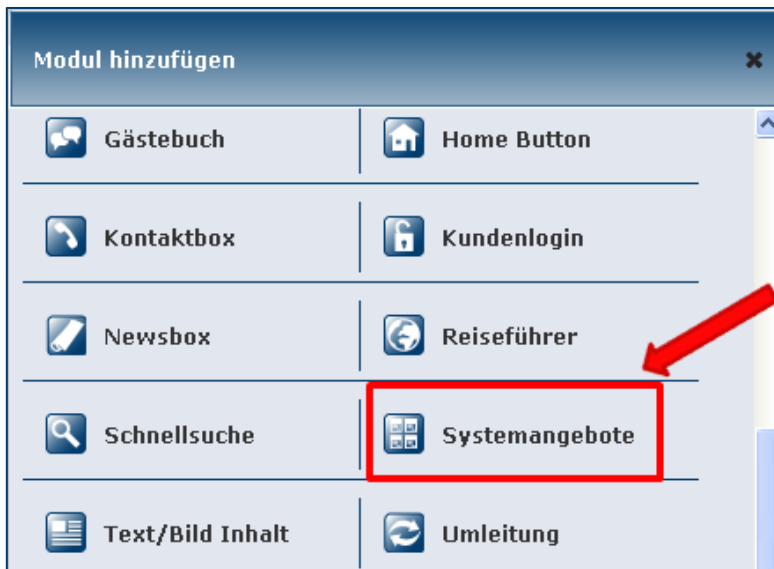 Modul hinzufügen
Gästebuch
Home Button
Kontaktbox
Kundenlogin
Newsbox
Reiseführer
Schnellsuche
Systemangebote
Text/Bild Inhalt
Umleitung